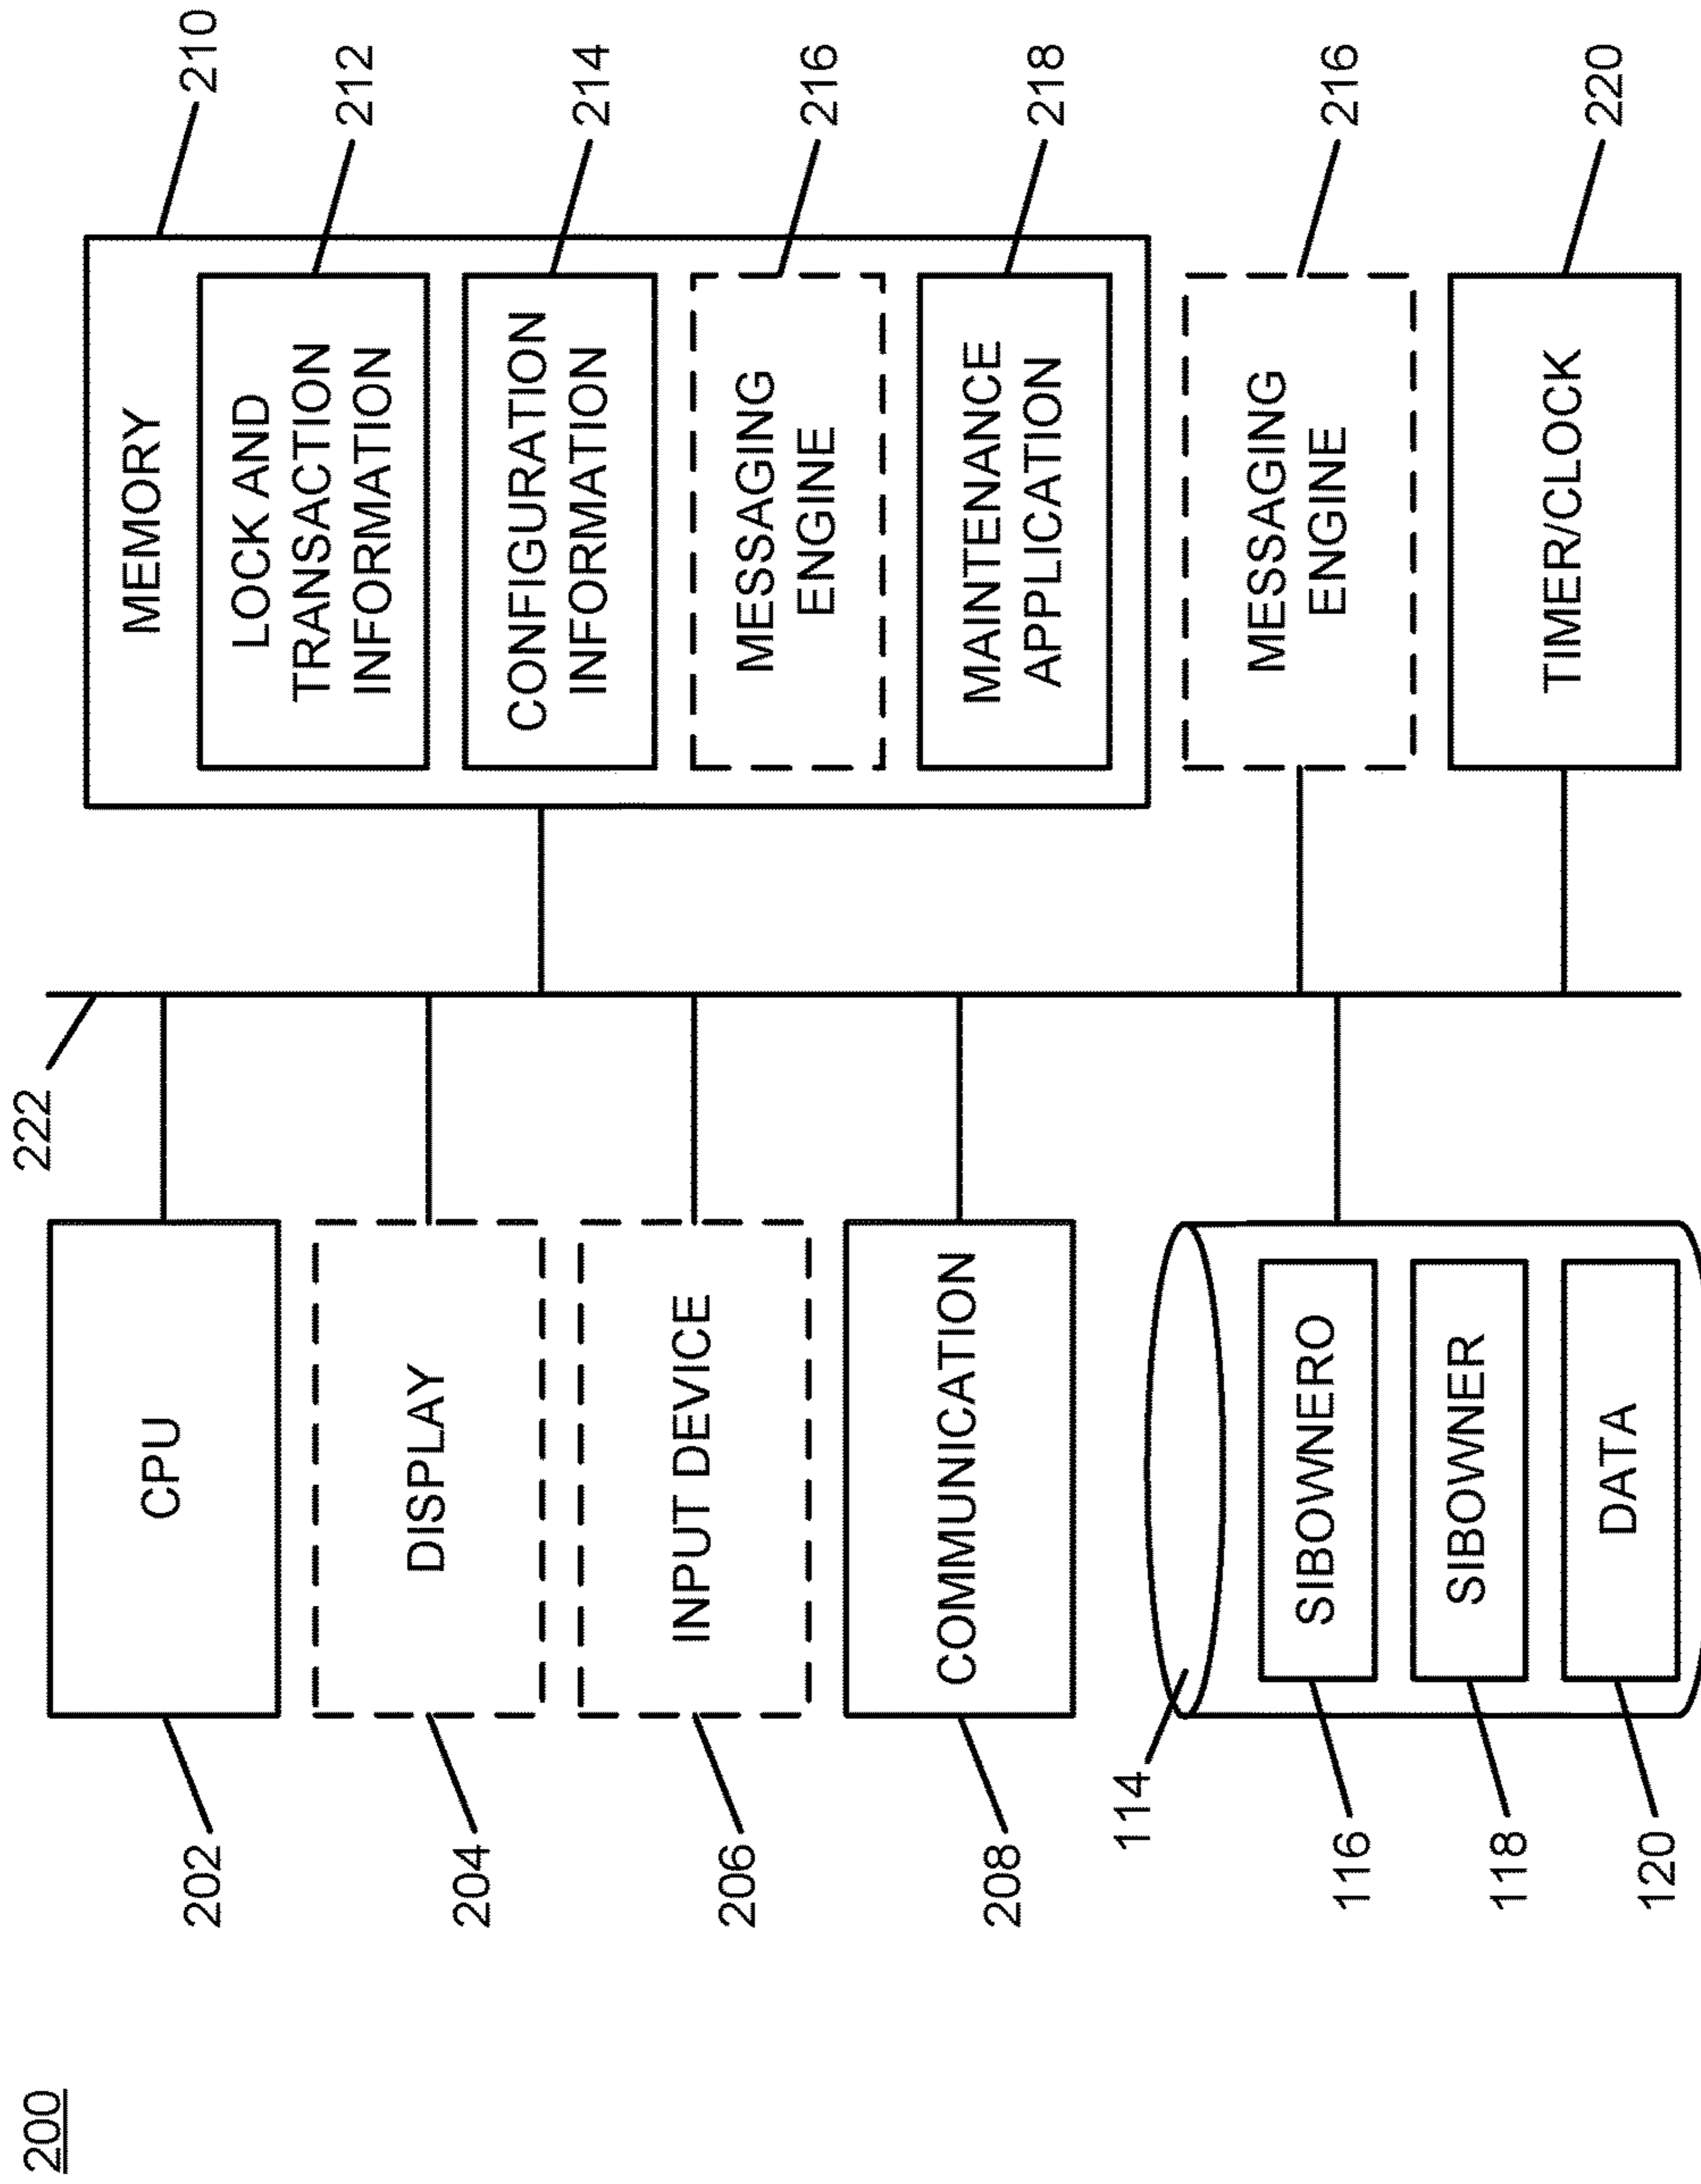 200
202
CPU
204
DISPLAY
206
INPUT DEVICE
208
COMMUNICATION
114
116
SIBOWNERO
118
SIBOWNER
120
DATA
222
MEMORY
210
LOCK AND
TRANSACTION
INFORMATION
212
CONFIGURATION
INFORMATION
214
MESSAGING
ENGINE
216
MAINTENANCE
APPLICATION
218
MESSAGING
ENGINE
216
TIMER/CLOCK
220